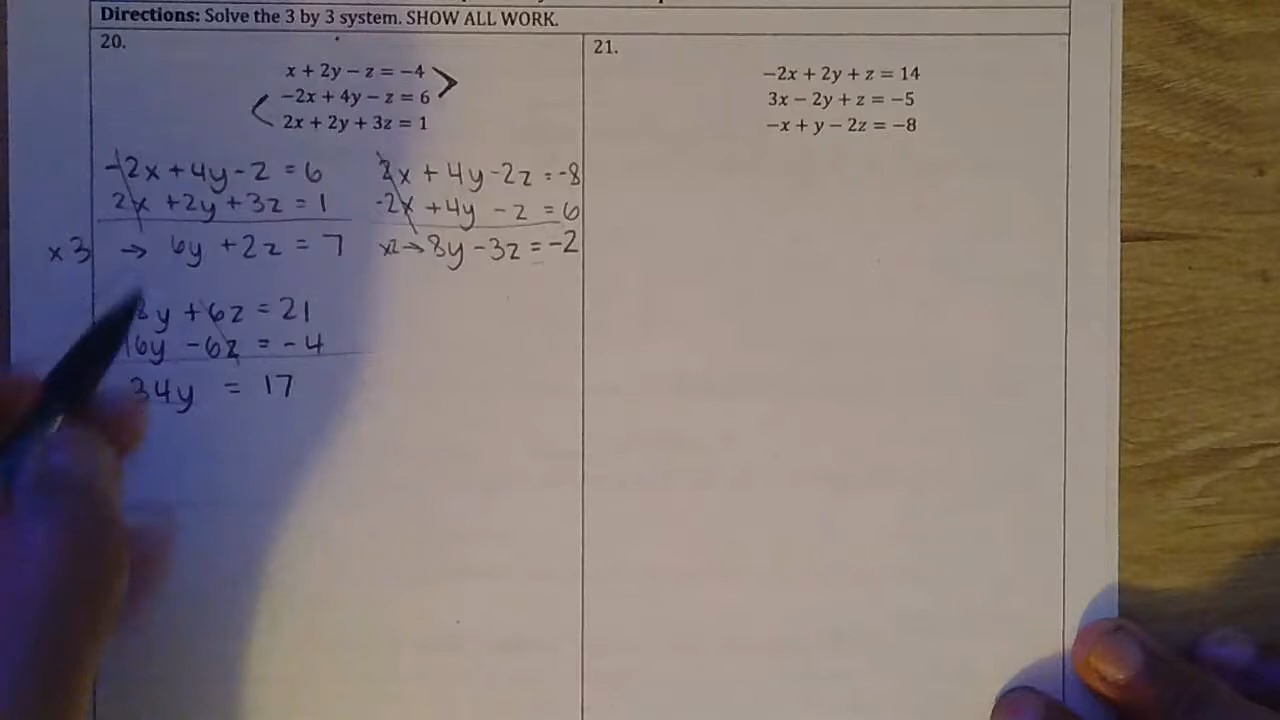 Directions: Solve the 3 by 3 system. SHOW ALL WORK.
20.
x + 2y − z = −4
−2x + 4y − z = 6
2x + 2y + 3z = 1
-2x + 4y - z = 6
2x + 2y + 3z = 1
x3 → 6y + 2z = 7
2x + 4y - 2z = -8
-2x + 4y - z = 6
x2 → 8y - 3z = -2
8y + 6z = 21
16y - 6z = -4
34y = 17
21.
−2x + 2y + z = 14
3x − 2y + z = −5
−x + y − 2z = −8